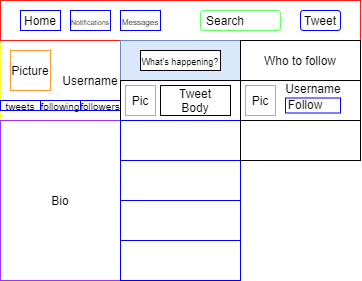 Home
Notifications
Messages
Search
Tweet
Picture
Username
tweets
following
followers
What's happening?
Pic
Tweet
Body
Who to follow
Pic
Username
Follow
Bio